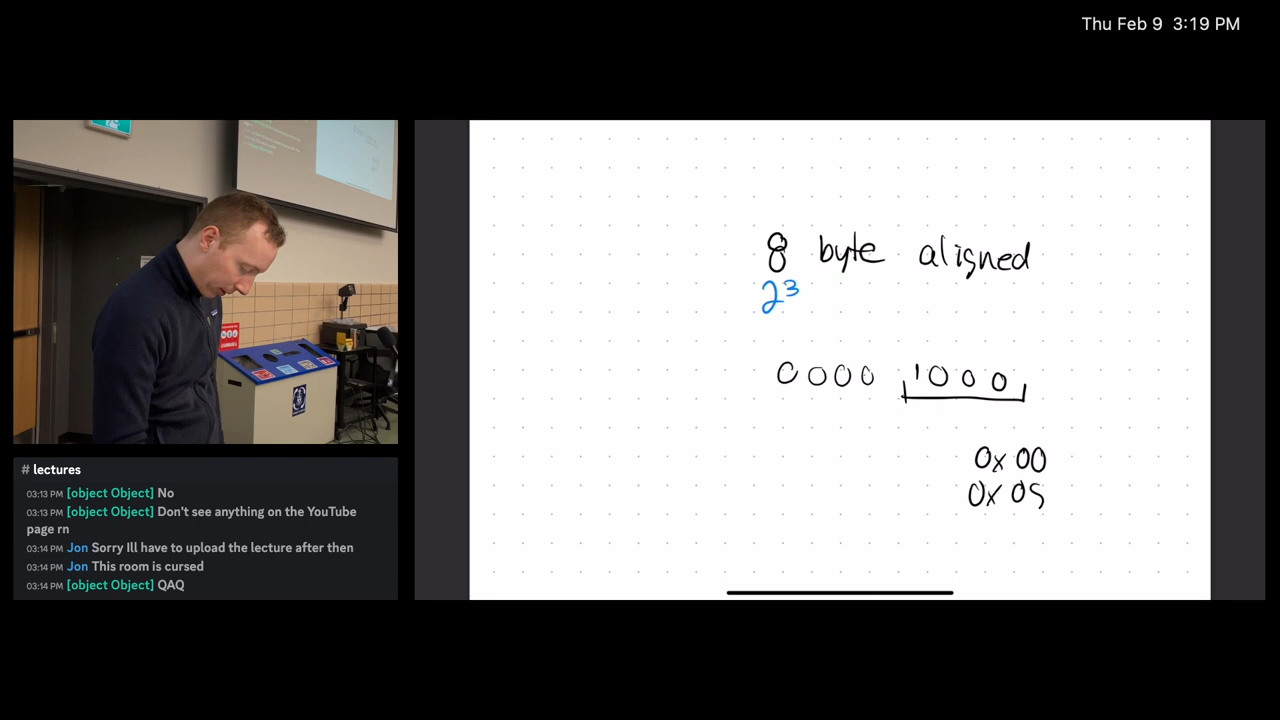 Thu Feb 9 3:19 PM
8 byte aligned
2³
0000 1000
0x00
0x05
# lectures
03:13 PM [object Object] No
03:13 PM [object Object] Don't see anything on the YouTube
page rn
03:14 PM Jon Sorry Ill have to upload the lecture after then
03:14 PM Jon This room is cursed
03:14 PM [object Object] QAQ